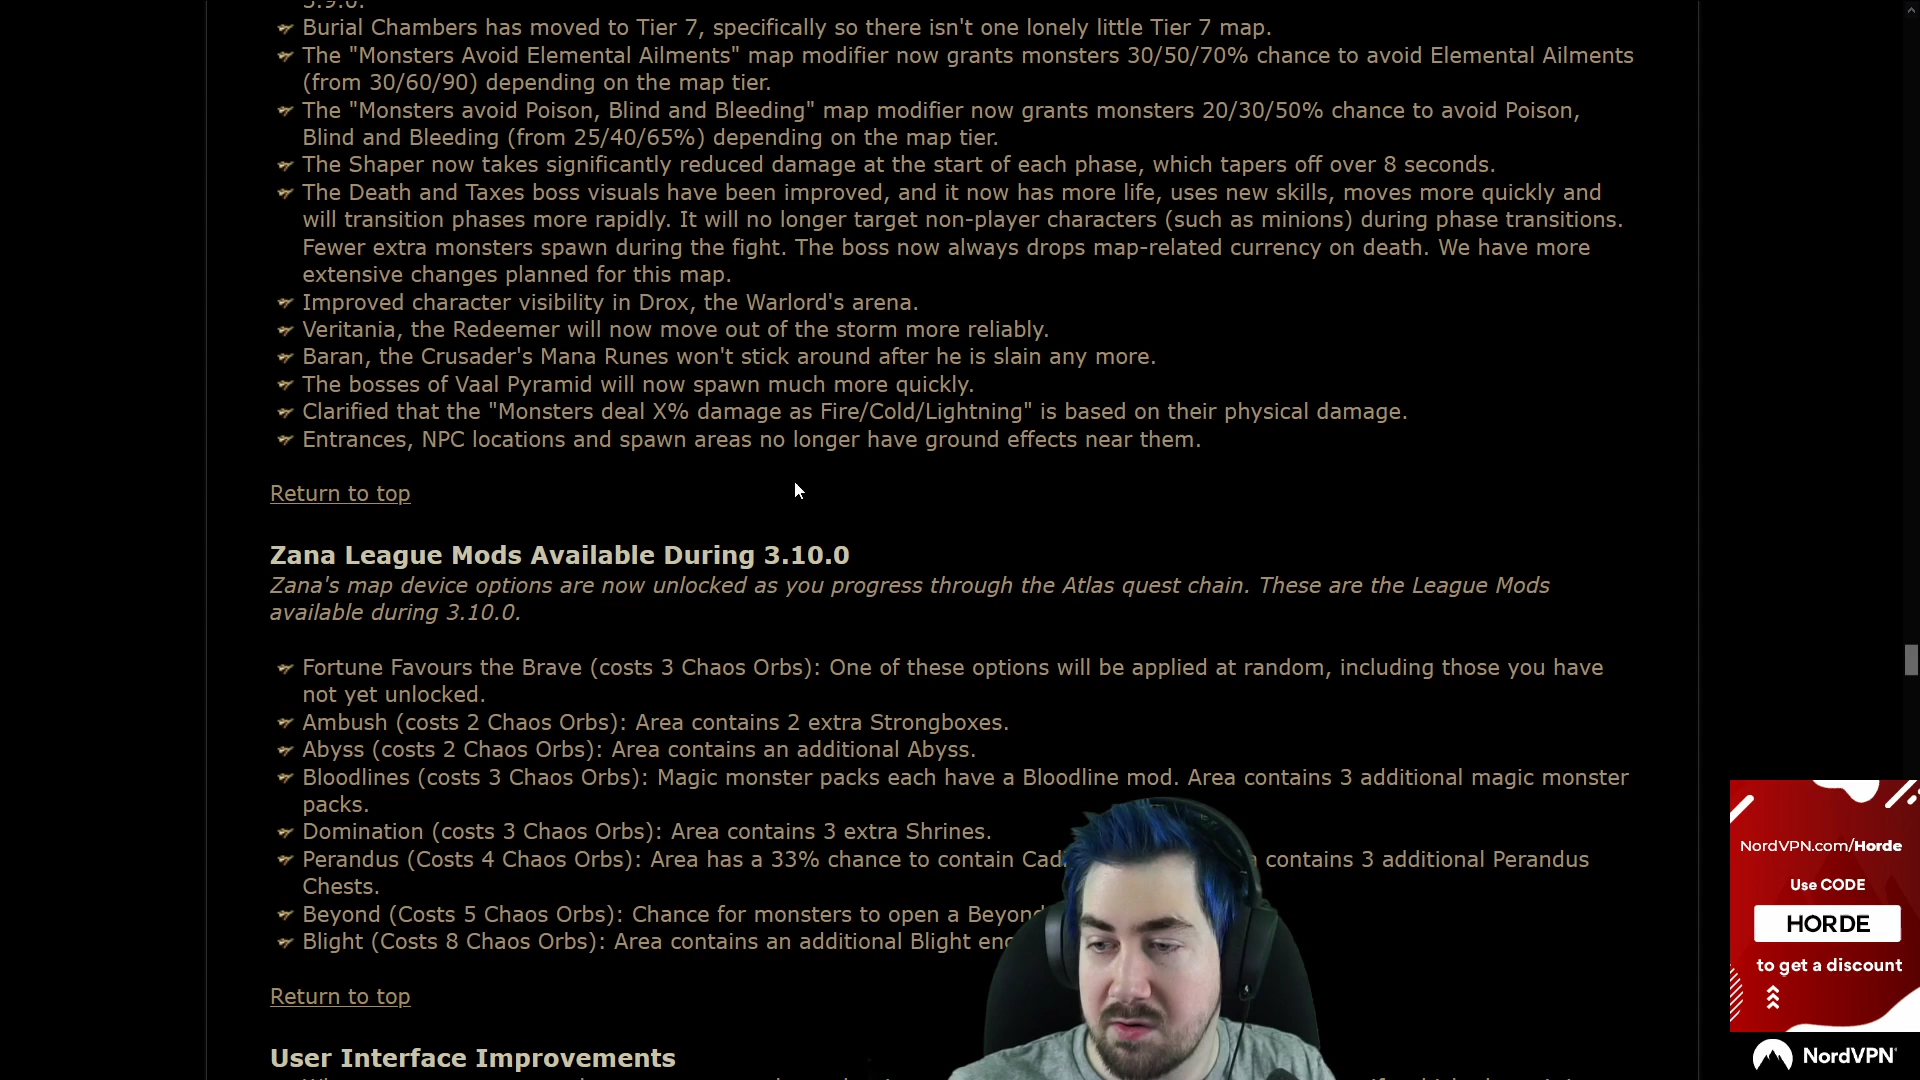 Burial Chambers has moved to Tier 7, specifically so there isn't one lonely little Tier 7 map.
The "Monsters Avoid Elemental Ailments" map modifier now grants monsters 30/50/70% chance to avoid Elemental Ailments
(from 30/60/90) depending on the map tier.
The "Monsters avoid Poison, Blind and Bleeding" map modifier now grants monsters 20/30/50% chance to avoid Poison,
Blind and Bleeding (from 25/40/65%) depending on the map tier.
The Shaper now takes significantly reduced damage at the start of each phase, which tapers off over 8 seconds.
The Death and Taxes boss visuals have been improved, and it now has more life, uses new skills, moves more quickly and
will transition phases more rapidly. It will no longer target non-player characters (such as minions) during phase transitions.
Fewer extra monsters spawn during the fight. The boss now always drops map-related currency on death. We have more
extensive changes planned for this map.
Improved character visibility in Drox, the Warlord's arena.
Veritania, the Redeemer will now move out of the storm more reliably.
Baran, the Crusader's Mana Runes won't stick around after he is slain any more.
The bosses of Vaal Pyramid will now spawn much more quickly.
Clarified that the "Monsters deal X% damage as Fire/Cold/Lightning" is based on their physical damage.
Entrances, NPC locations and spawn areas no longer have ground effects near them.
Return to top
Zana League Mods Available During 3.10.0
Zana's map device options are now unlocked as you progress through the Atlas quest chain. These are the League Mods
available during 3.10.0.
Fortune Favours the Brave (costs 3 Chaos Orbs): One of these options will be applied at random, including those you have
not yet unlocked.
Ambush (costs 2 Chaos Orbs): Area contains 2 extra Strongboxes.
Abyss (costs 2 Chaos Orbs): Area contains an additional Abyss.
Bloodlines (costs 3 Chaos Orbs): Magic monster packs each have a Bloodline mod. Area contains 3 additional magic monster
packs.
Domination (costs 3 Chaos Orbs): Area contains 3 extra Shrines.
Perandus (Costs 4 Chaos Orbs): Area has a 33% chance to contain contains 3 additional Perandus
Chests.
Beyond (Costs 5 Chaos Orbs): Chance for monsters to open a Beyond
Blight (Costs 8 Chaos Orbs): Area contains an additional Blight
Return to top
User Interface Improvements
NordVPN.com/Horde
Use CODE
HORDE
to get a discount
NordVPN